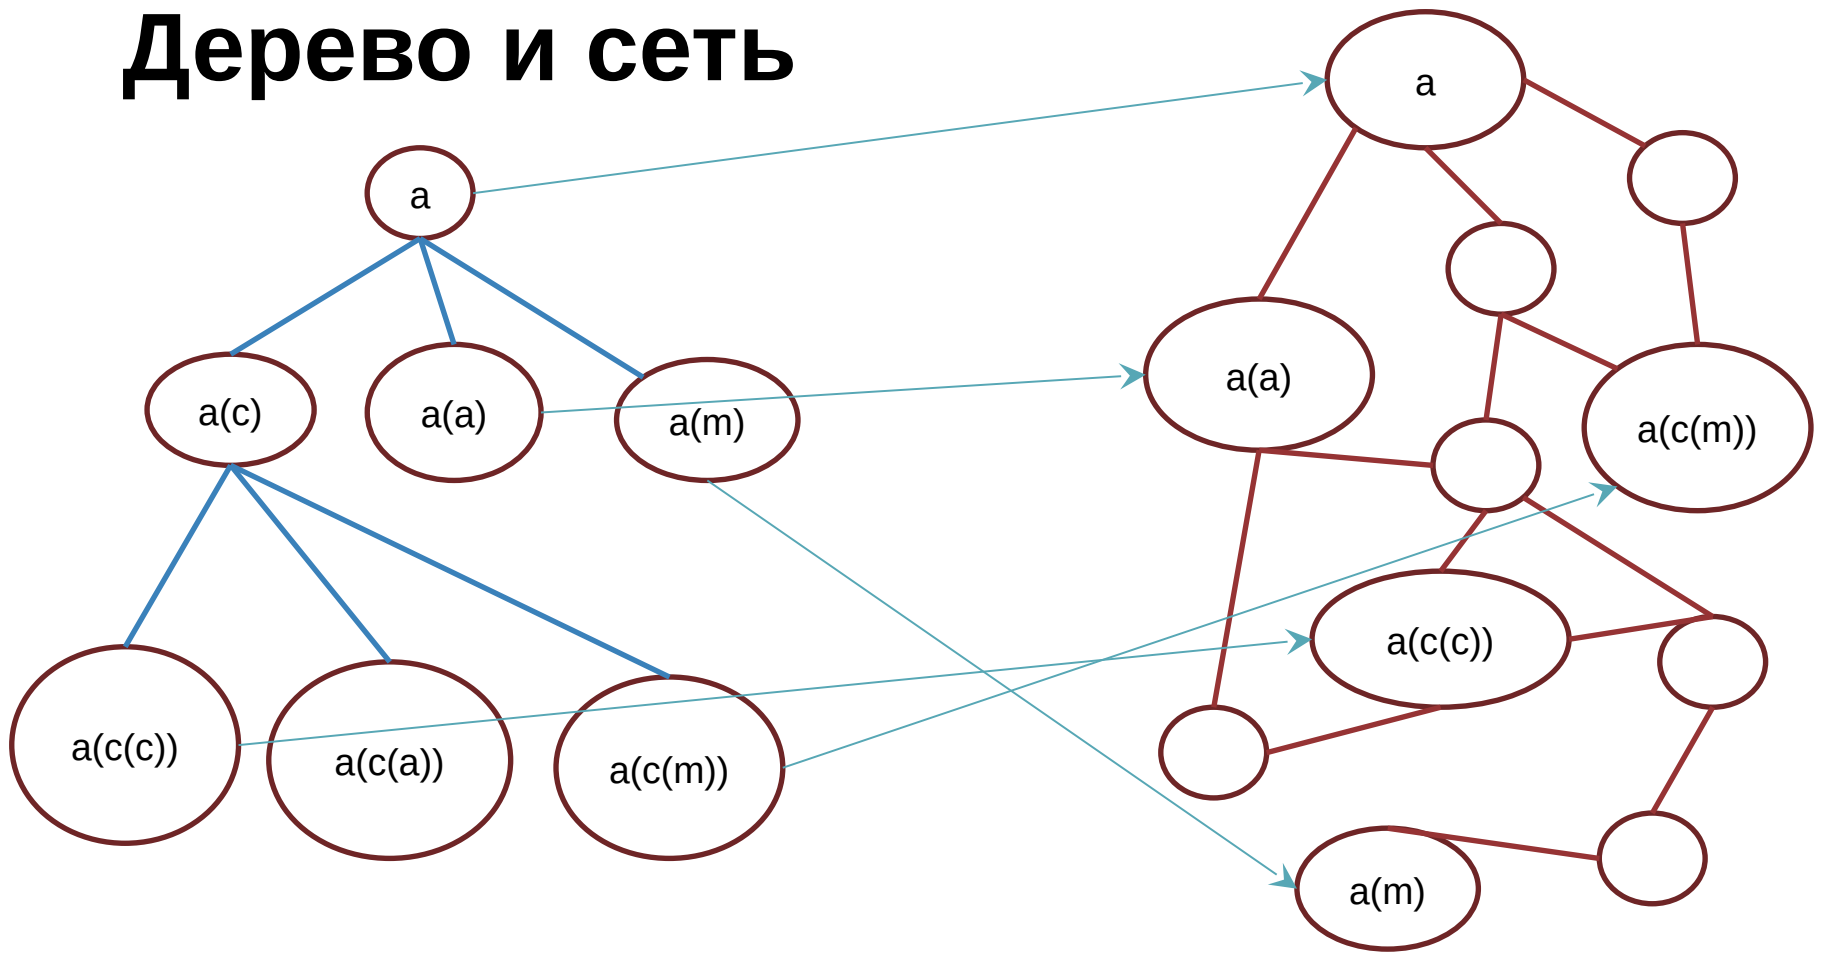 Дерево и сеть
a
a(c)
a(a)
a(m)
a(c(c))
a(c(a))
a(c(m))
a
a(a)
a(c(m))
a(c(c))
a(m)